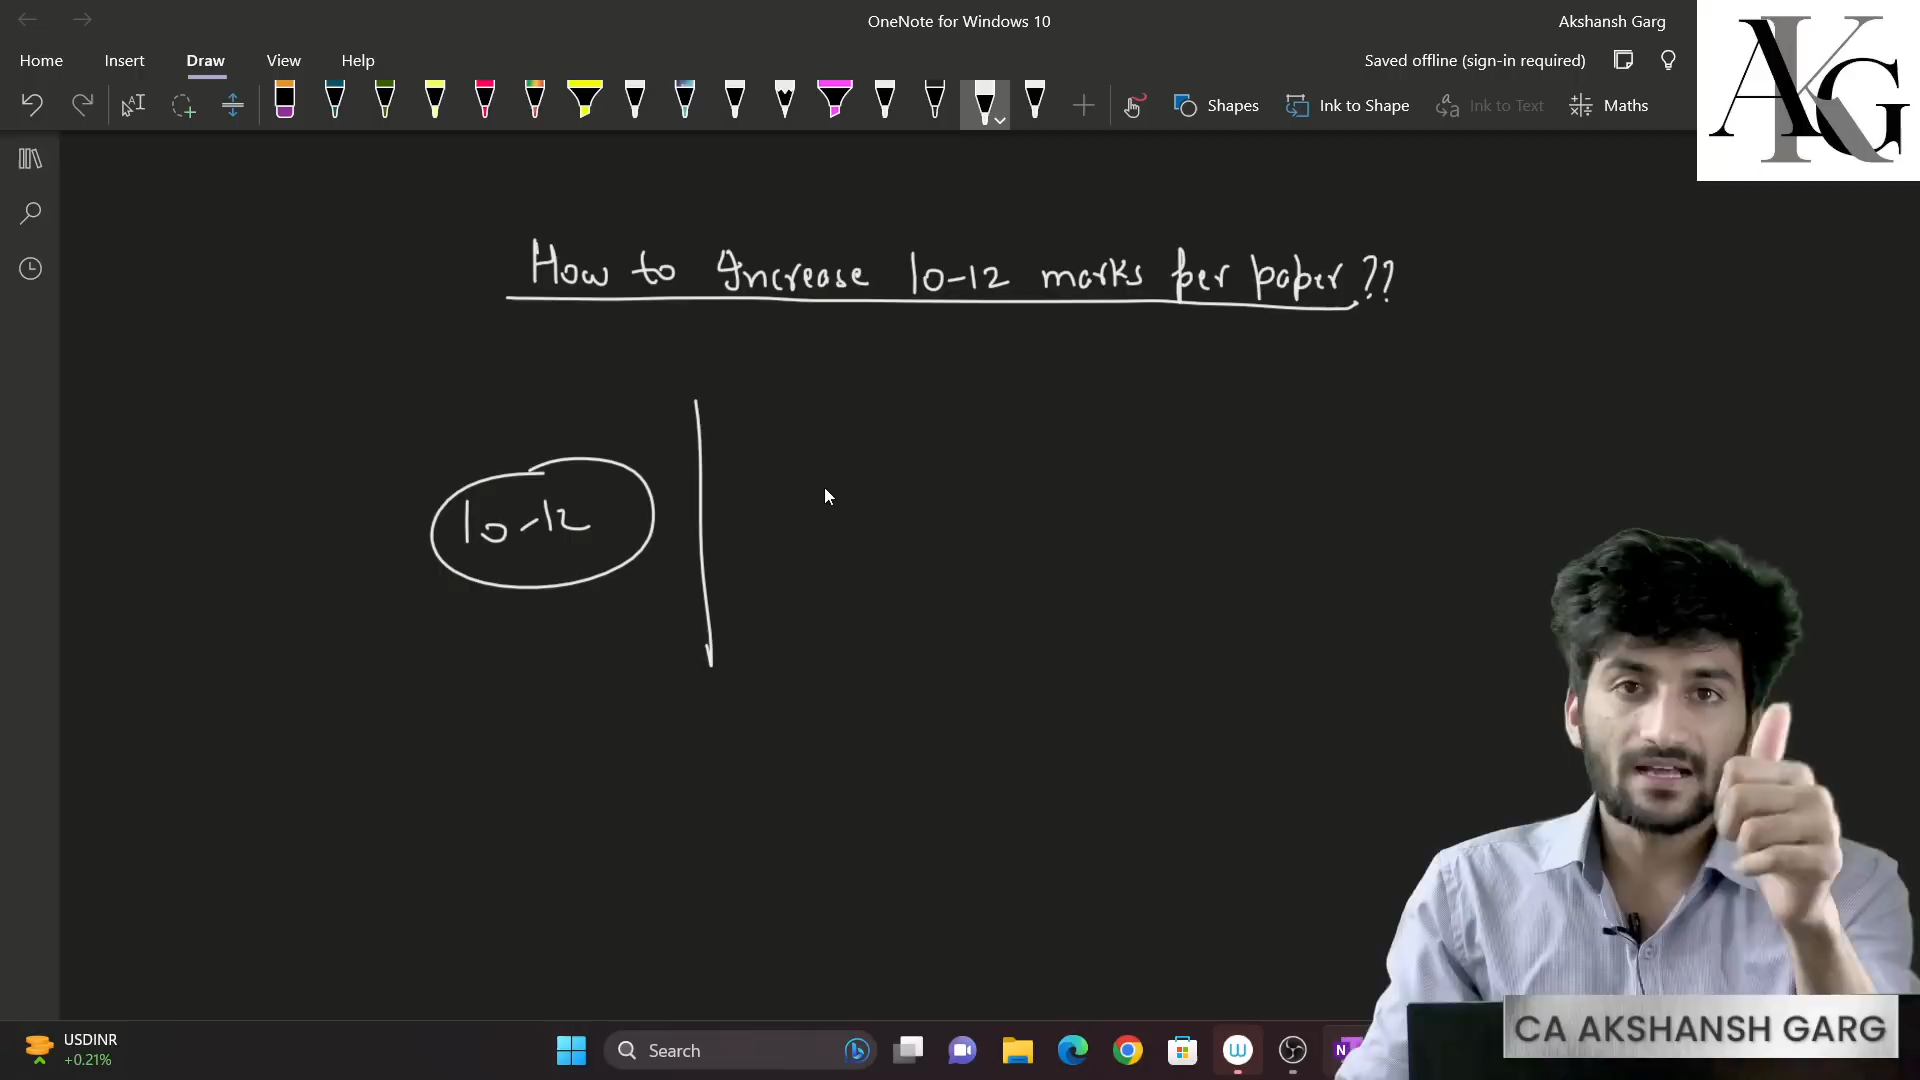 OneNote for Windows 10
Akshansh Garg
Home Insert Draw View Help
Saved offline (sign-in required)
Shapes Ink to Shape Ink to Text Maths
AKG
How to Increase 10-12 marks per paper??
10-12
CA AKSHANSH GARG
USDINR
+0.21%
Search